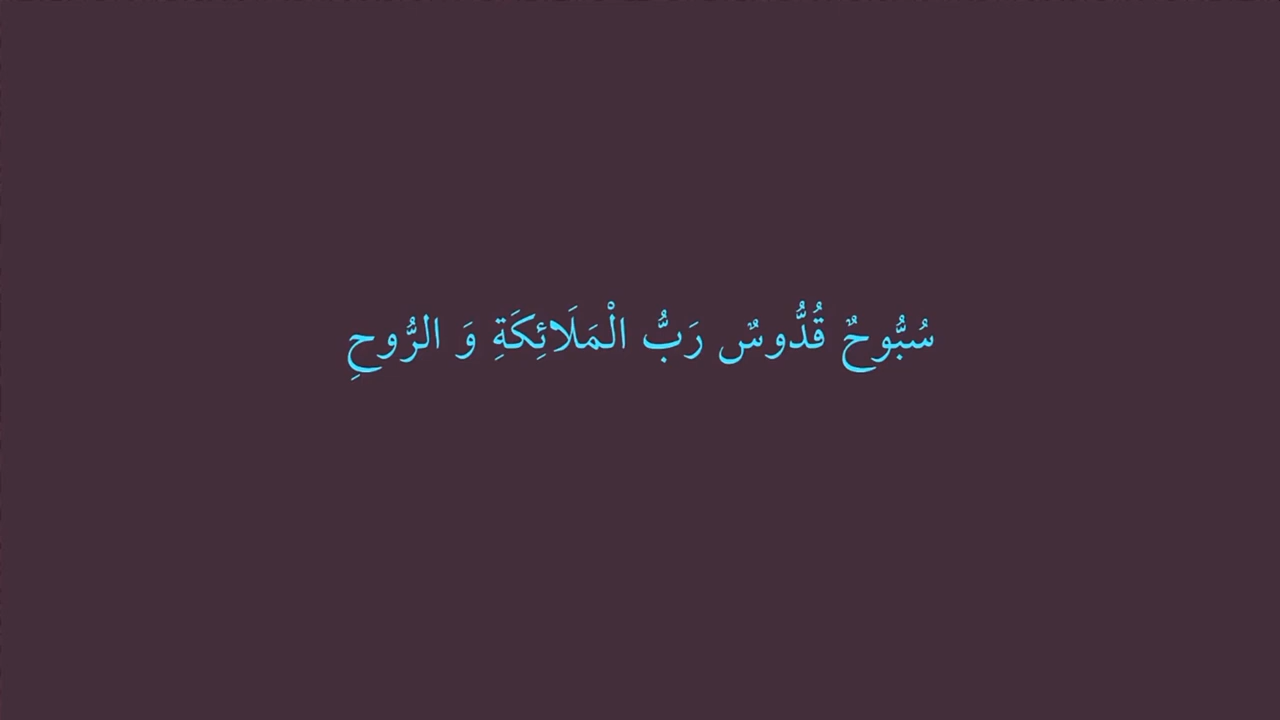 سُبُّوحٌ قُدُّوسٌ رَبُّ الْمَلَائِكَةِ وَ الرُّوحِ